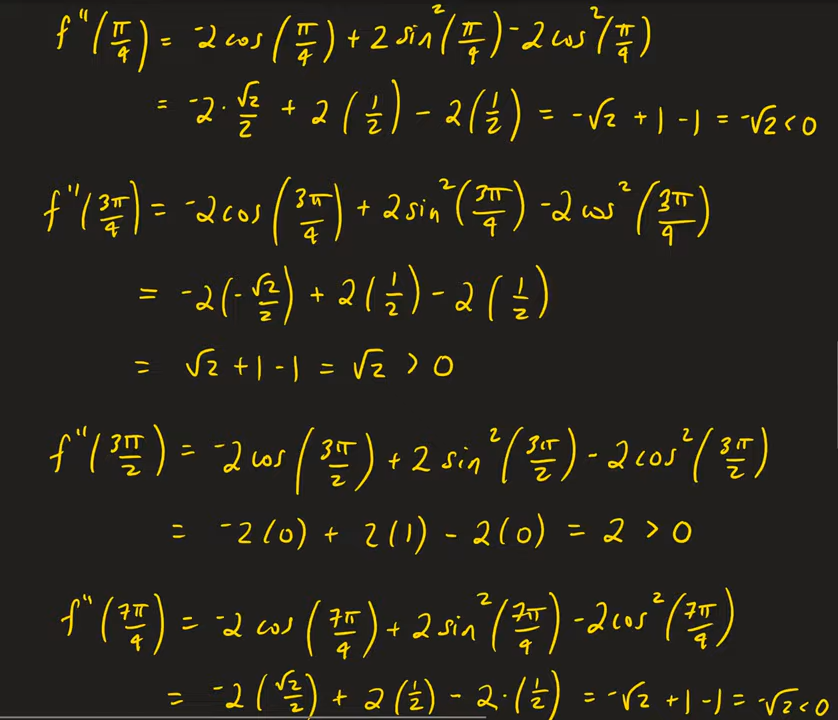 f''(π/4) = -2cos(π/4) + 2sin²(π/4) - 2cos²(π/4)
= -2·√2/2 + 2(1/2) - 2(1/2) = -√2 + 1 - 1 = -√2 < 0
f''(3π/4) = -2cos(3π/4) + 2sin²(3π/4) - 2cos²(3π/4)
= -2(-√2/2) + 2(1/2) - 2(1/2)
= √2 + 1 - 1 = √2 > 0
f''(3π/2) = -2cos(3π/2) + 2sin²(3π/2) - 2cos²(3π/2)
= -2(0) + 2(1) - 2(0) = 2 > 0
f''(7π/4) = -2cos(7π/4) + 2sin²(7π/4) - 2cos²(7π/4)
= -2(√2/2) + 2(1/2) - 2·(1/2) = -√2 + 1 - 1 = -√2 < 0